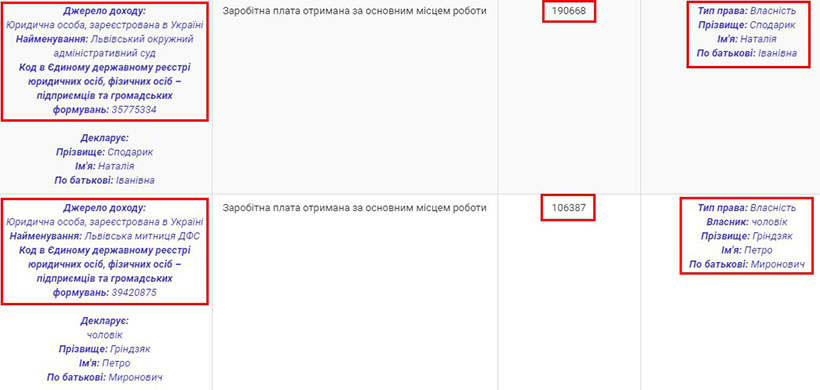 Джерело доходу:
Юридична особа, зареєстрована в Україні
Найменування: Львівський окружний
адміністративний суд
Код в Єдиному державному реєстрі
юридичних осіб, фізичних осіб –
підприємців та громадських
формувань: 35775334
Декларує:
Прізвище: Сподарик
Ім'я: Наталія
По батькові: Іванівна
Заробітна плата отримана за основним місцем роботи
190668
Тип права: Власність
Прізвище: Сподарик
Ім'я: Наталія
По батькові: Іванівна
Джерело доходу:
Юридична особа, зареєстрована в Україні
Найменування: Львівська митниця ДФС
Код в Єдиному державному реєстрі
юридичних осіб, фізичних осіб –
підприємців та громадських
формувань: 39420875
Декларує:
чоловік
Прізвище: Гріндзяк
Ім'я: Петро
По батькові: Миронович
Заробітна плата отримана за основним місцем роботи
106387
Тип права: Власність
Власник: чоловік
Прізвище: Гріндзяк
Ім'я: Петро
По батькові: Миронович